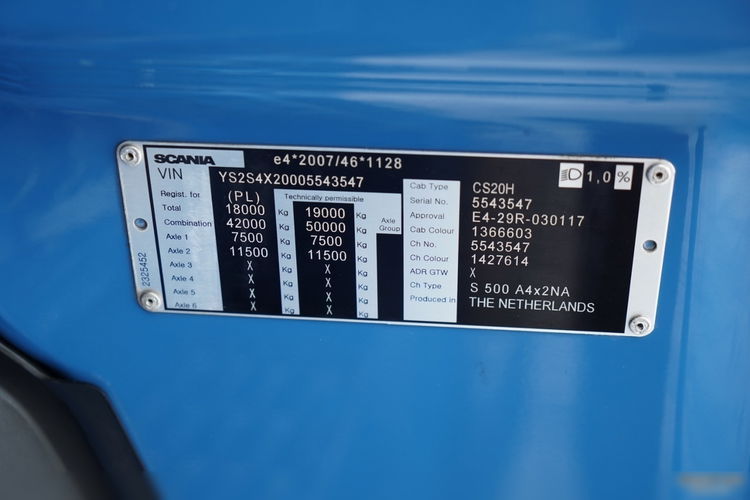 SCANIA e4*2007/46*1128 1,0 %
VIN YS2S4X20005543547
Regist. for (PL) Technically permissible
Total 18000 Kg 19000 Kg
Combination 42000 Kg 50000 Kg Axle Group
Axle 1 7500 Kg 7500 Kg
Axle 2 11500 Kg 11500 Kg
Axle 3 X Kg X Kg
Axle 4 X Kg X Kg
Axle 5 X Kg X Kg
Axle 6 X Kg X Kg
Cab Type CS20H
Serial No. 5543547
Approval E4-29R-030117
Cab Colour 1366603
Ch No. 5543547
Ch Colour 1427614
ADR GTW X
Ch Type S 500 A4x2NA
Produced in THE NETHERLANDS
2325452